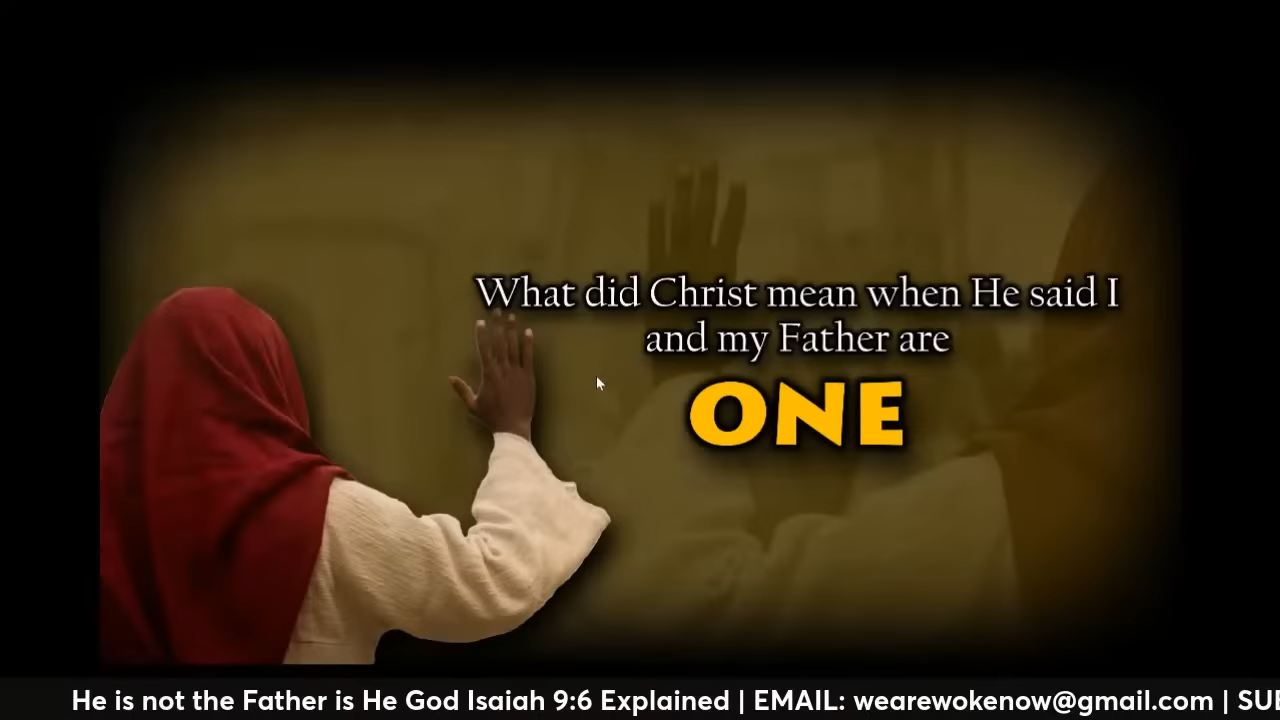 What did Christ mean when He said I
and my Father are
ONE
He is not the Father is He God Isaiah 9:6 Explained | EMAIL: wearewokenow@gmail.com |